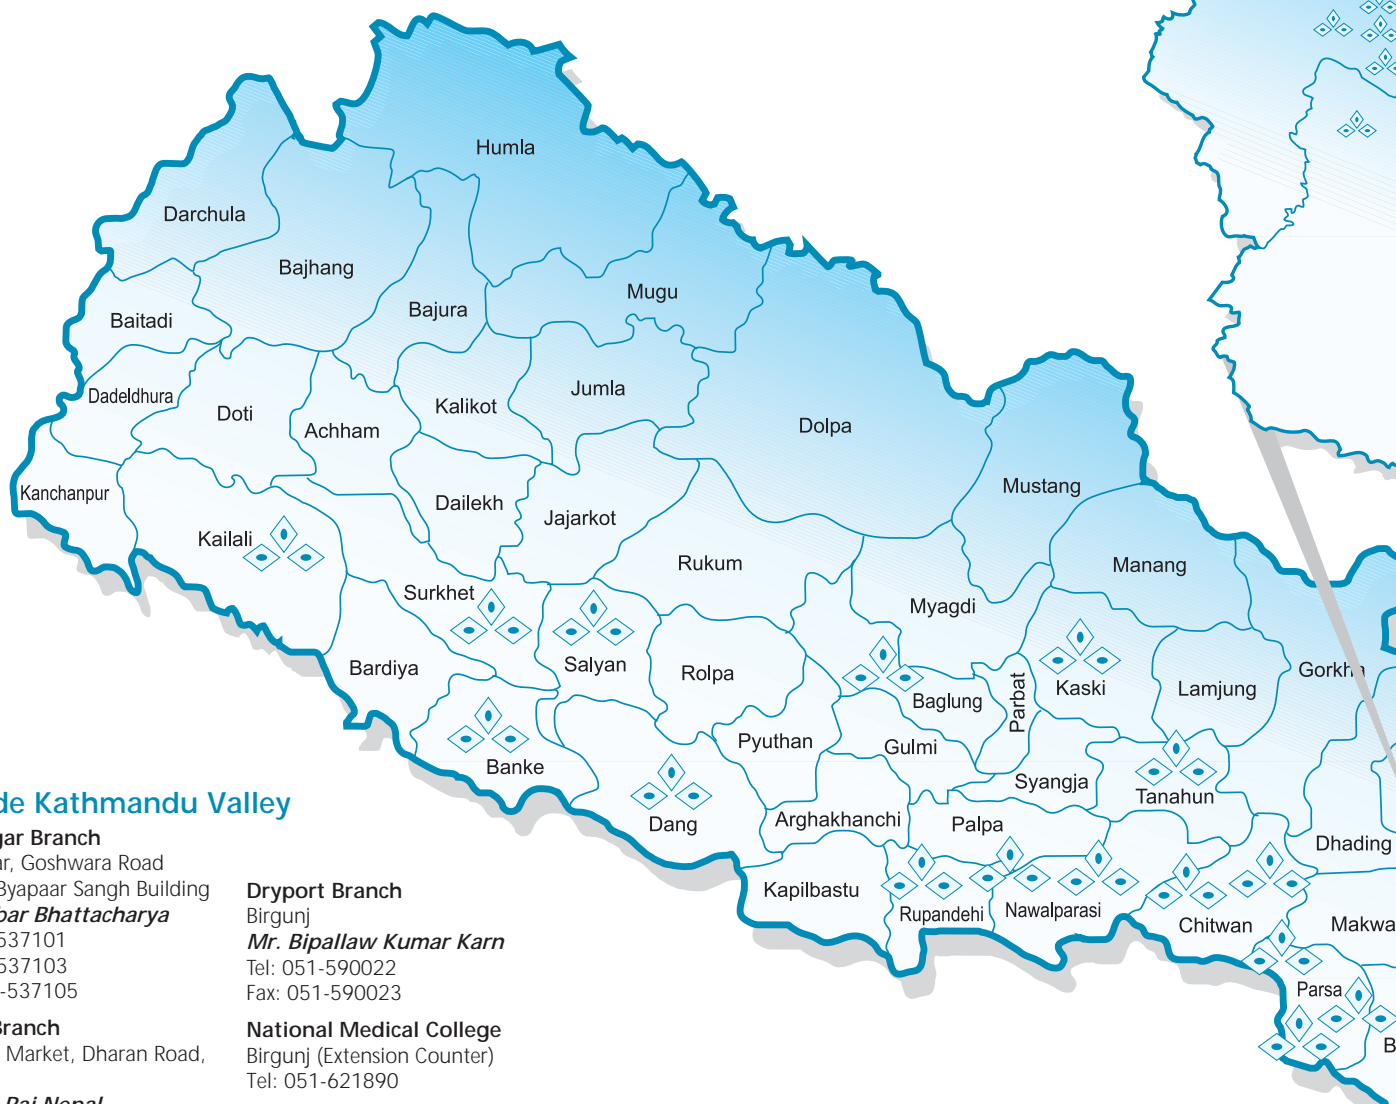 Humla
Darchula
Bajhang
Mugu
Bajura
Baitadi
Jumla
Dadeldhura
Kalikot
Doti
Dolpa
Achham
Mustang
Kanchanpur
Dailekh
Jajarkot
Kailali
Rukum
Manang
Surkhet
Myagdi
Salyan
Bardiya
Rolpa
Gorkha
Kaski
Lamjung
Baglung
Parbat
Pyuthan
Gulmi
Banke
Syangja
Tanahun
Dang
Arghakhanchi
Palpa
Dhading
Kapilbastu
Rupandehi
Nawalparasi
Chitwan
Makwa
Parsa
B
de Kathmandu Valley
gar Branch
ar, Goshwara Road
Byapaar Sangh Building
bar Bhattacharya
537101
537103
-537105
Branch
Market, Dharan Road,
Raj Nepal
Dryport Branch
Birgunj
Mr. Bipallaw Kumar Karn
Tel: 051-590022
Fax: 051-590023
National Medical College
Birgunj (Extension Counter)
Tel: 051-621890